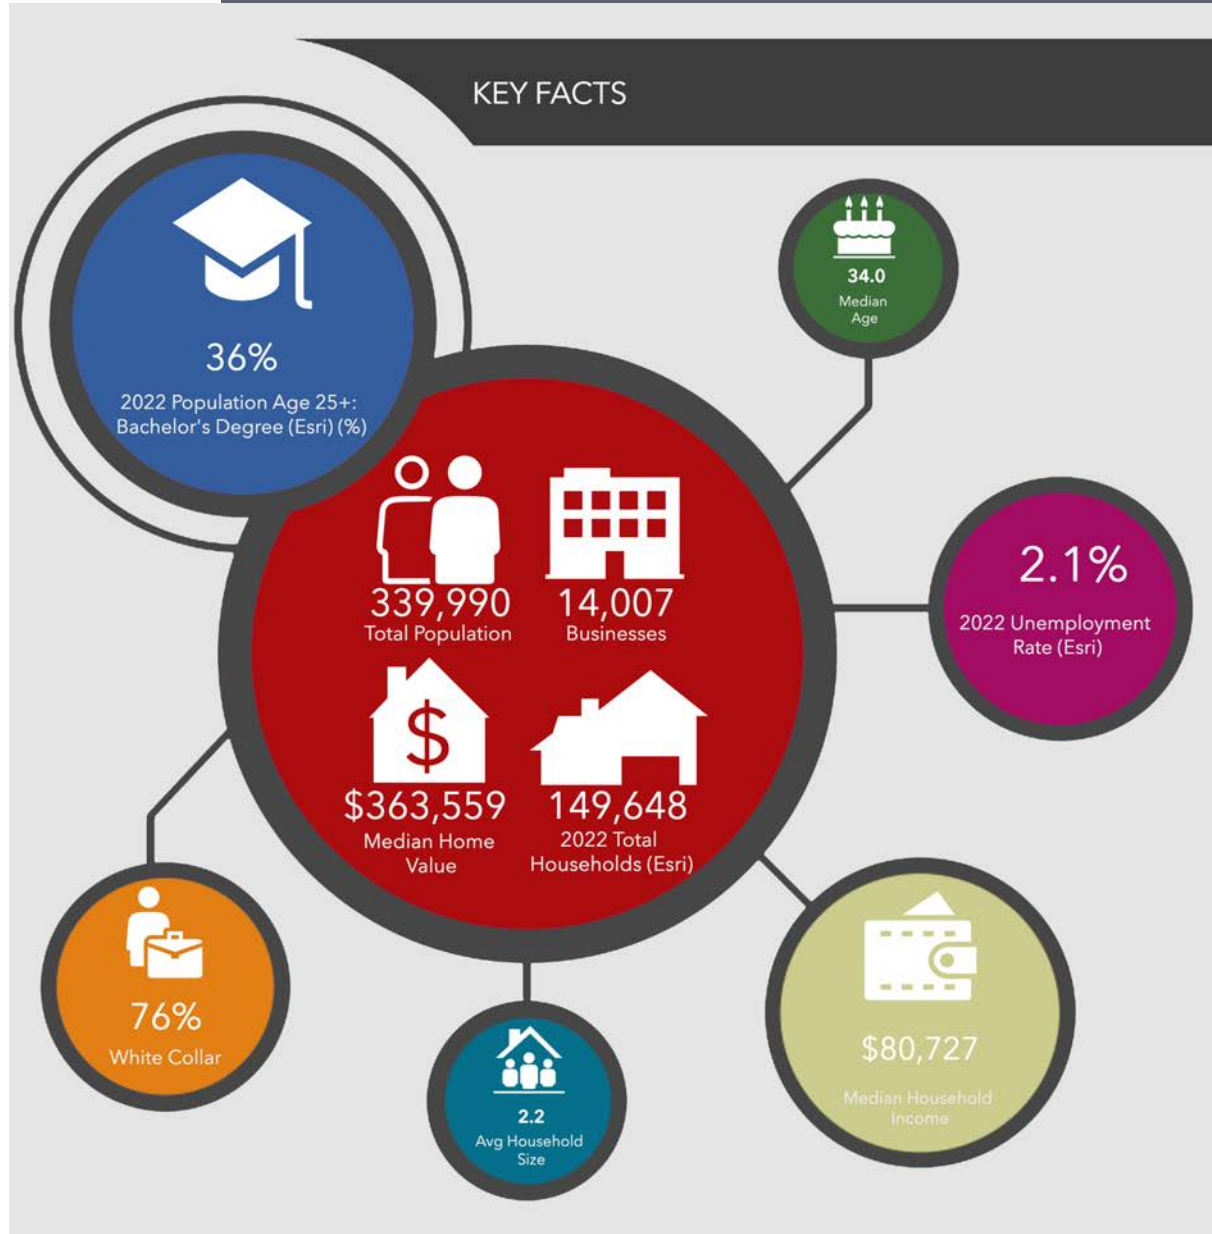 KEY FACTS
36%
2022 Population Age 25+:
Bachelor's Degree (Esri) (%)
34.0
Median
Age
339,990
Total Population
14,007
Businesses
2.1%
2022 Unemployment
Rate (Esri)
$
$363,559
Median Home
Value
149,648
2022 Total
Households (Esri)
76%
White Collar
2.2
Avg Household
Size
$80,727
Median Household
Income